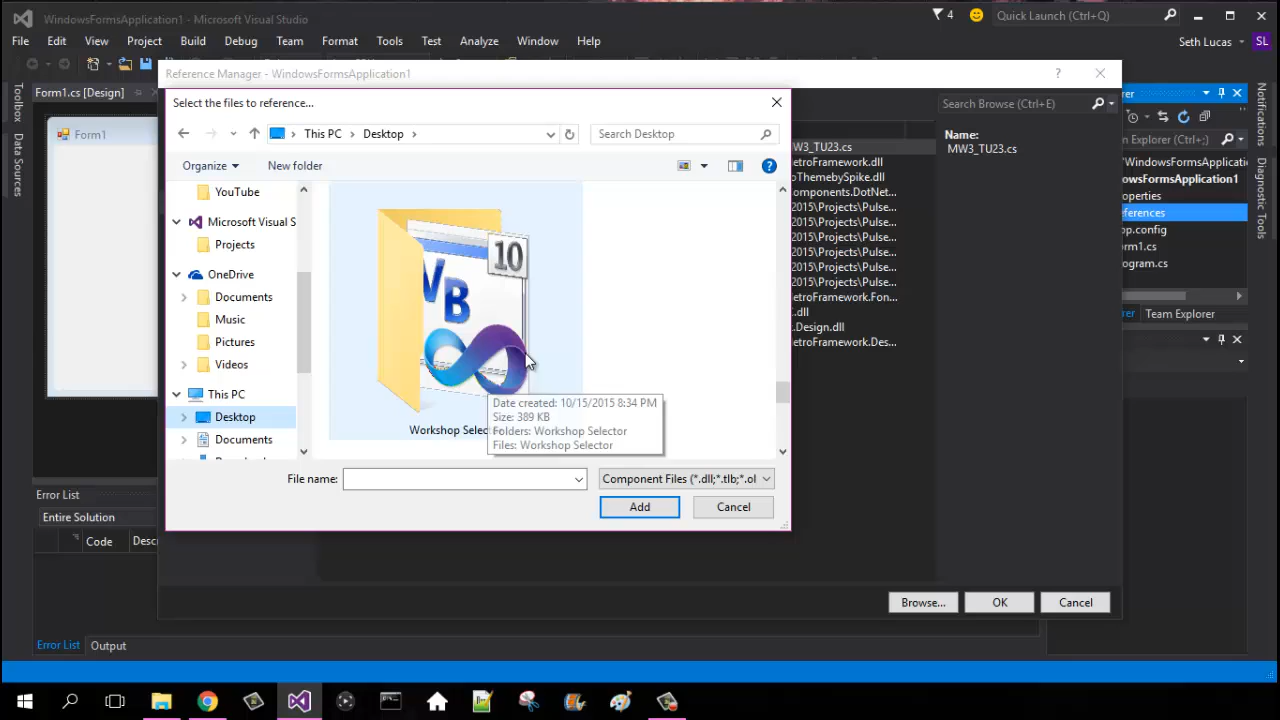 WindowsFormsApplication1 - Microsoft Visual Studio
4
Quick Launch (Ctrl+Q)
File Edit View Project Build Debug Team Format Tools Test Analyze Window Help
Seth Lucas SL
Reference Manager - WindowsFormsApplication1
?
Form1.cs [Design]
Select the files to reference...
Search Browse (Ctrl+E)
Toolbox
Data Sources
Form1
This PC > Desktop >
Search Desktop
Organize
New folder
Name:
MW3_TU23.cs
MW3_TU23.cs
etroFramework.dll
oThemebySpike.dll
omponents.DotNet...
2015\Projects\Pulse...
2015\Projects\Pulse...
2015\Projects\Pulse...
2015\Projects\Pulse...
2015\Projects\Pulse...
2015\Projects\Pulse...
etroFramework.Fon...
.dll
.Design.dll
etroFramework.Des...
YouTube
Microsoft Visual S
Projects
OneDrive
Documents
Music
Pictures
Videos
This PC
Desktop
Documents
VB
10
Workshop Selec
Date created: 10/15/2015 8:34 PM
Size: 389 KB
Folders: Workshop Selector
Files: Workshop Selector
File name:
Component Files (*.dll;*.tlb;*.ol
Add
Cancel
Browse...
OK
Cancel
rer
Explorer (Ctrl+;)
WindowsFormsApplication1
owsFormsApplication1
operties
eferences
pp.config
orm1.cs
ogram.cs
rer Team Explorer
Notifications
Diagnostic Tools
Error List
Entire Solution
Code
Desc
Error List Output